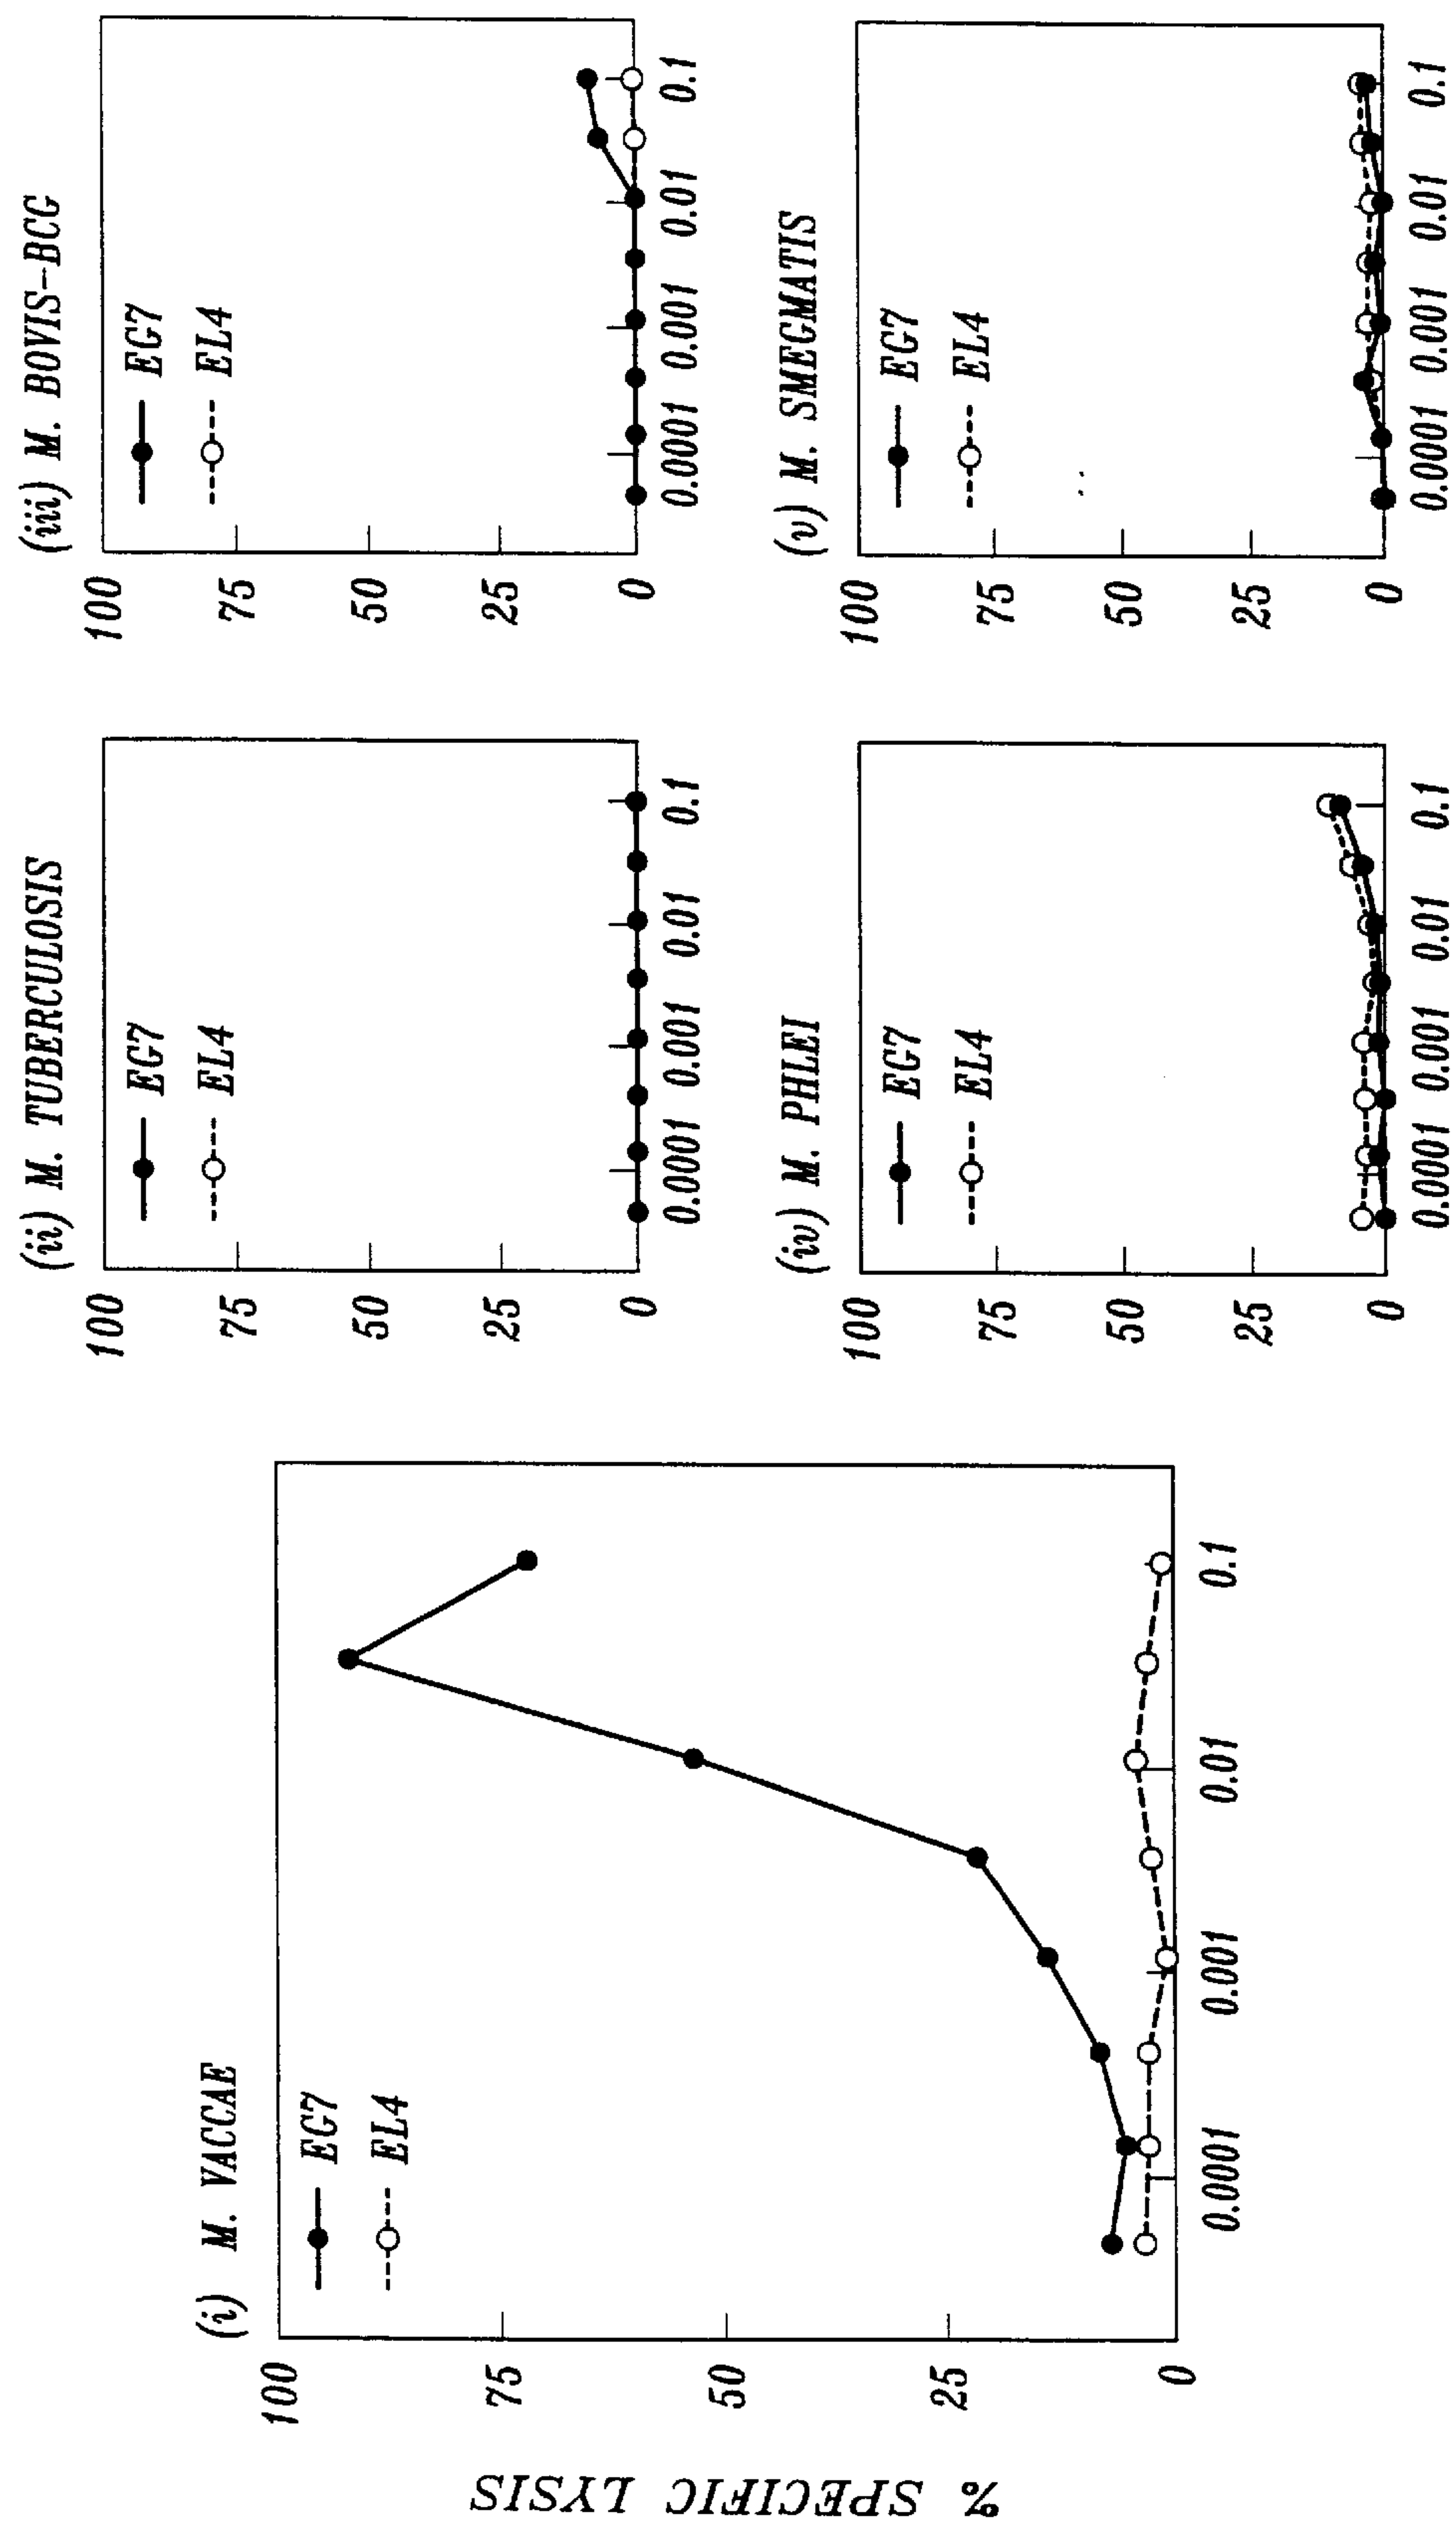 % SPECIFIC LYSIS
(i) M. VACCAE
EG7
EL4
100
75
50
25
0
0.0001 0.001 0.01 0.1
(ii) M. TUBERCULOSIS
EG7
EL4
100
75
50
25
0
0.0001 0.001 0.01 0.1
(iii) M. BOVIS-BCG
EG7
EL4
100
75
50
25
0
0.0001 0.001 0.01 0.1
(iv) M. PHLEI
EG7
EL4
100
75
50
25
0
0.0001 0.001 0.01 0.1
(v) M. SMEGMATIS
EG7
EL4
100
75
50
25
0
0.0001 0.001 0.01 0.1